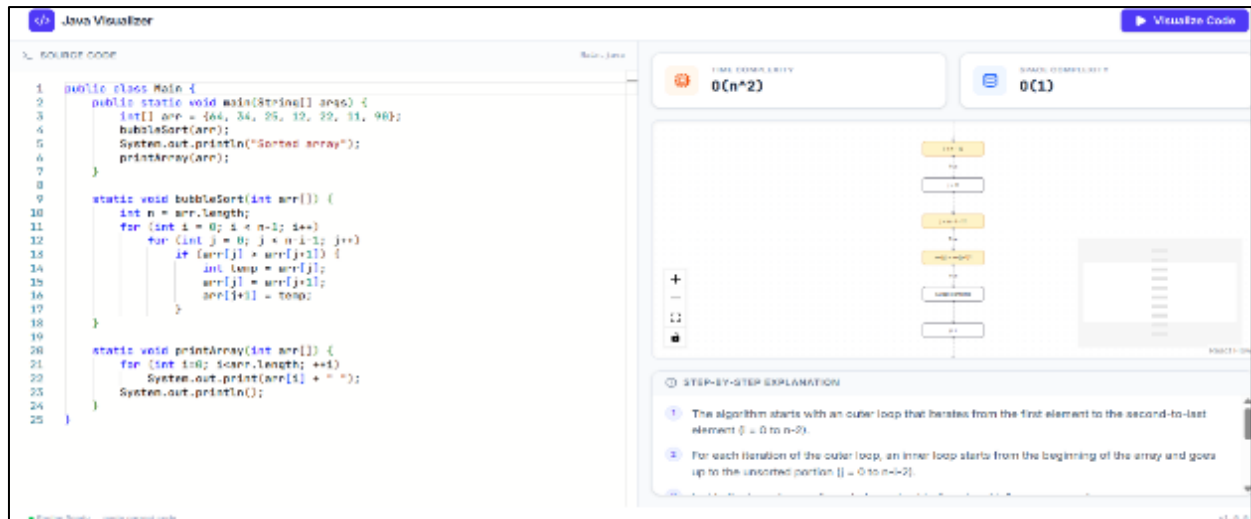 </> Java Visualizer
Visualize Code
>_ SOURCE CODE
Main.java
1 public class Main {
2 public static void main(String[] args) {
3 int[] arr = {64, 34, 25, 12, 22, 11, 90};
4 bubbleSort(arr);
5 System.out.println("Sorted array");
6 printArray(arr);
7 }
8
9 static void bubbleSort(int arr[]) {
10 int n = arr.length;
11 for (int i = 0; i < n-1; i++)
12 for (int j = 0; j < n-i-1; j++)
13 if (arr[j] > arr[j+1]) {
14 int temp = arr[j];
15 arr[j] = arr[j+1];
16 arr[j+1] = temp;
17 }
18 }
19
20 static void printArray(int arr[]) {
21 for (int i=0; i<arr.length; ++i)
22 System.out.print(arr[i] + " ");
23 System.out.println();
24 }
25 }
TIME COMPLEXITY
O(n^2)
SPACE COMPLEXITY
O(1)
STEP-BY-STEP EXPLANATION
1 The algorithm starts with an outer loop that iterates from the first element to the second-to-last
element (i = 0 to n-2).
2 For each iteration of the outer loop, an inner loop starts from the beginning of the array and goes
up to the unsorted portion (j = 0 to n-i-2).